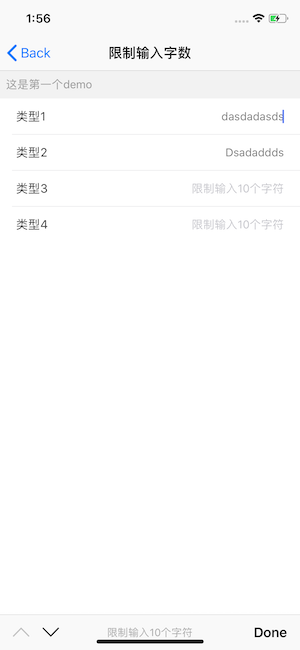 1:56
Back
限制输入字数
这是第一个demo
类型1 dasdadasds
类型2 Dsadaddds
类型3 限制输入10个字符
类型4 限制输入10个字符
限制输入10个字符 Done